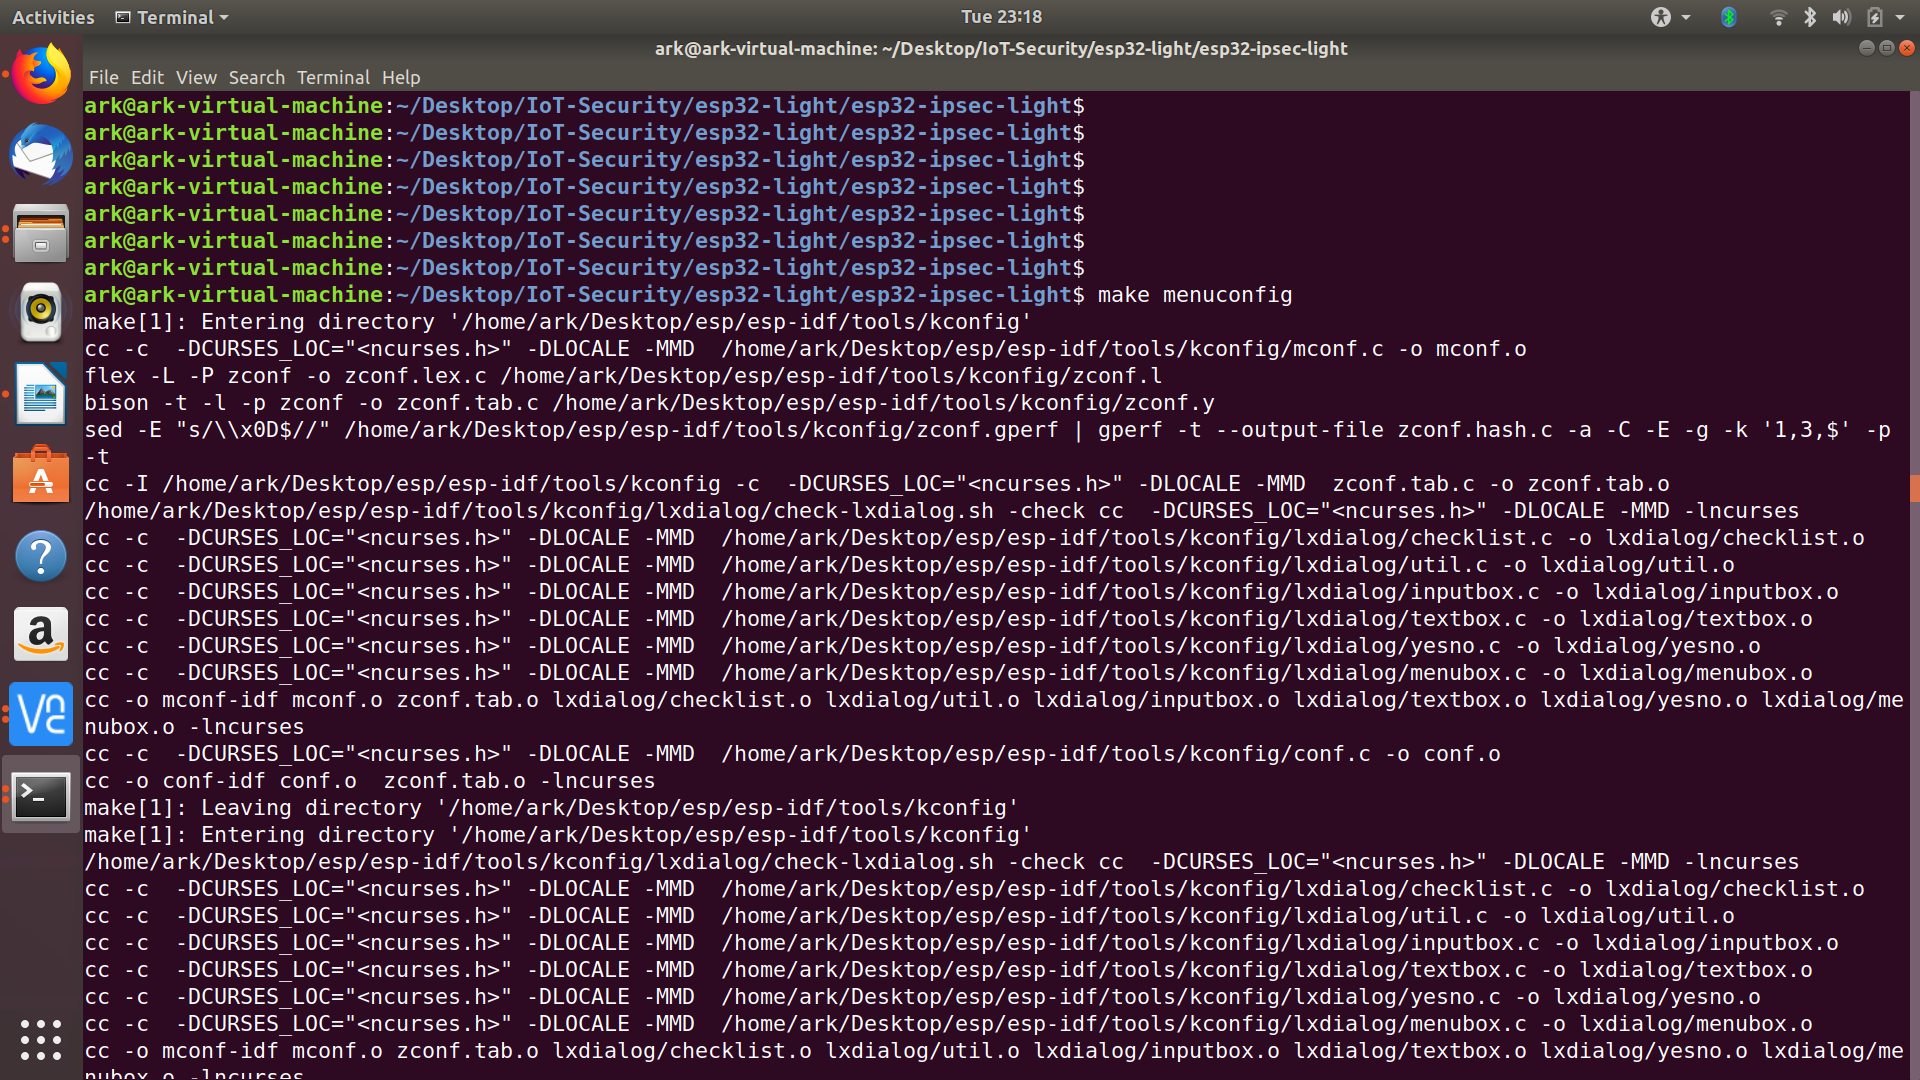 Activities Terminal Tue 23:18
ark@ark-virtual-machine: ~/Desktop/IoT-Security/esp32-light/esp32-ipsec-light
File Edit View Search Terminal Help
ark@ark-virtual-machine:~/Desktop/IoT-Security/esp32-light/esp32-ipsec-light$
ark@ark-virtual-machine:~/Desktop/IoT-Security/esp32-light/esp32-ipsec-light$
ark@ark-virtual-machine:~/Desktop/IoT-Security/esp32-light/esp32-ipsec-light$
ark@ark-virtual-machine:~/Desktop/IoT-Security/esp32-light/esp32-ipsec-light$
ark@ark-virtual-machine:~/Desktop/IoT-Security/esp32-light/esp32-ipsec-light$
ark@ark-virtual-machine:~/Desktop/IoT-Security/esp32-light/esp32-ipsec-light$
ark@ark-virtual-machine:~/Desktop/IoT-Security/esp32-light/esp32-ipsec-light$
ark@ark-virtual-machine:~/Desktop/IoT-Security/esp32-light/esp32-ipsec-light$ make menuconfig
make[1]: Entering directory '/home/ark/Desktop/esp/esp-idf/tools/kconfig'
cc -c  -DCURSES_LOC="<ncurses.h>" -DLOCALE -MMD  /home/ark/Desktop/esp/esp-idf/tools/kconfig/mconf.c -o mconf.o
flex -L -P zconf -o zconf.lex.c /home/ark/Desktop/esp/esp-idf/tools/kconfig/zconf.l
bison -t -l -p zconf -o zconf.tab.c /home/ark/Desktop/esp/esp-idf/tools/kconfig/zconf.y
sed -E "s/\\x0D$//" /home/ark/Desktop/esp/esp-idf/tools/kconfig/zconf.gperf | gperf -t --output-file zconf.hash.c -a -C -E -g -k '1,3,$' -p
-t
cc -I /home/ark/Desktop/esp/esp-idf/tools/kconfig -c  -DCURSES_LOC="<ncurses.h>" -DLOCALE -MMD  zconf.tab.c -o zconf.tab.o
/home/ark/Desktop/esp/esp-idf/tools/kconfig/lxdialog/check-lxdialog.sh -check cc  -DCURSES_LOC="<ncurses.h>" -DLOCALE -MMD -lncurses
cc -c  -DCURSES_LOC="<ncurses.h>" -DLOCALE -MMD  /home/ark/Desktop/esp/esp-idf/tools/kconfig/lxdialog/checklist.c -o lxdialog/checklist.o
cc -c  -DCURSES_LOC="<ncurses.h>" -DLOCALE -MMD  /home/ark/Desktop/esp/esp-idf/tools/kconfig/lxdialog/util.c -o lxdialog/util.o
cc -c  -DCURSES_LOC="<ncurses.h>" -DLOCALE -MMD  /home/ark/Desktop/esp/esp-idf/tools/kconfig/lxdialog/inputbox.c -o lxdialog/inputbox.o
cc -c  -DCURSES_LOC="<ncurses.h>" -DLOCALE -MMD  /home/ark/Desktop/esp/esp-idf/tools/kconfig/lxdialog/textbox.c -o lxdialog/textbox.o
cc -c  -DCURSES_LOC="<ncurses.h>" -DLOCALE -MMD  /home/ark/Desktop/esp/esp-idf/tools/kconfig/lxdialog/yesno.c -o lxdialog/yesno.o
cc -c  -DCURSES_LOC="<ncurses.h>" -DLOCALE -MMD  /home/ark/Desktop/esp/esp-idf/tools/kconfig/lxdialog/menubox.c -o lxdialog/menubox.o
cc -o mconf-idf mconf.o zconf.tab.o lxdialog/checklist.o lxdialog/util.o lxdialog/inputbox.o lxdialog/textbox.o lxdialog/yesno.o lxdialog/me
nubox.o -lncurses
cc -c  -DCURSES_LOC="<ncurses.h>" -DLOCALE -MMD  /home/ark/Desktop/esp/esp-idf/tools/kconfig/conf.c -o conf.o
cc -o conf-idf conf.o  zconf.tab.o -lncurses
make[1]: Leaving directory '/home/ark/Desktop/esp/esp-idf/tools/kconfig'
make[1]: Entering directory '/home/ark/Desktop/esp/esp-idf/tools/kconfig'
/home/ark/Desktop/esp/esp-idf/tools/kconfig/lxdialog/check-lxdialog.sh -check cc  -DCURSES_LOC="<ncurses.h>" -DLOCALE -MMD -lncurses
cc -c  -DCURSES_LOC="<ncurses.h>" -DLOCALE -MMD  /home/ark/Desktop/esp/esp-idf/tools/kconfig/lxdialog/checklist.c -o lxdialog/checklist.o
cc -c  -DCURSES_LOC="<ncurses.h>" -DLOCALE -MMD  /home/ark/Desktop/esp/esp-idf/tools/kconfig/lxdialog/util.c -o lxdialog/util.o
cc -c  -DCURSES_LOC="<ncurses.h>" -DLOCALE -MMD  /home/ark/Desktop/esp/esp-idf/tools/kconfig/lxdialog/inputbox.c -o lxdialog/inputbox.o
cc -c  -DCURSES_LOC="<ncurses.h>" -DLOCALE -MMD  /home/ark/Desktop/esp/esp-idf/tools/kconfig/lxdialog/textbox.c -o lxdialog/textbox.o
cc -c  -DCURSES_LOC="<ncurses.h>" -DLOCALE -MMD  /home/ark/Desktop/esp/esp-idf/tools/kconfig/lxdialog/yesno.c -o lxdialog/yesno.o
cc -c  -DCURSES_LOC="<ncurses.h>" -DLOCALE -MMD  /home/ark/Desktop/esp/esp-idf/tools/kconfig/lxdialog/menubox.c -o lxdialog/menubox.o
cc -o mconf-idf mconf.o zconf.tab.o lxdialog/checklist.o lxdialog/util.o lxdialog/inputbox.o lxdialog/textbox.o lxdialog/yesno.o lxdialog/me
nubox.o -lncurses